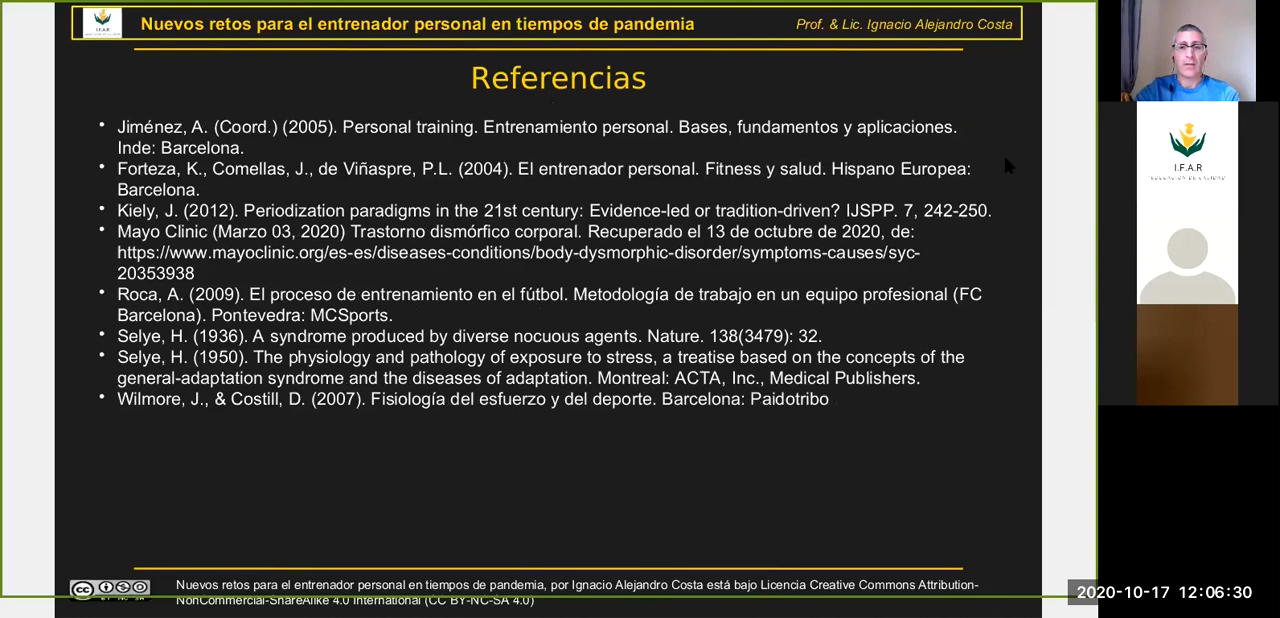 Nuevos retos para el entrenador personal en tiempos de pandemia
Prof. & Lic. Ignacio Alejandro Costa
I.F.A.R
Referencias
• Jiménez, A. (Coord.) (2005). Personal training. Entrenamiento personal. Bases, fundamentos y aplicaciones.
Inde: Barcelona.
• Forteza, K., Comellas, J., de Viñaspre, P.L. (2004). El entrenador personal. Fitness y salud. Hispano Europea:
Barcelona.
• Kiely, J. (2012). Periodization paradigms in the 21st century: Evidence-led or tradition-driven? IJSPP. 7, 242-250.
• Mayo Clinic (Marzo 03, 2020) Trastorno dismórfico corporal. Recuperado el 13 de octubre de 2020, de:
https://www.mayoclinic.org/es-es/diseases-conditions/body-dysmorphic-disorder/symptoms-causes/syc-
20353938
• Roca, A. (2009). El proceso de entrenamiento en el fútbol. Metodología de trabajo en un equipo profesional (FC
Barcelona). Pontevedra: MCSports.
• Selye, H. (1936). A syndrome produced by diverse nocuous agents. Nature. 138(3479): 32.
• Selye, H. (1950). The physiology and pathology of exposure to stress, a treatise based on the concepts of the
general-adaptation syndrome and the diseases of adaptation. Montreal: ACTA, Inc., Medical Publishers.
• Wilmore, J., & Costill, D. (2007). Fisiología del esfuerzo y del deporte. Barcelona: Paidotribo
Nuevos retos para el entrenador personal en tiempos de pandemia, por Ignacio Alejandro Costa está bajo Licencia Creative Commons Attribution-
NonCommercial-ShareAlike 4.0 International (CC BY-NC-SA 4.0)
I.F.A.R
2020-10-17 12:06:30